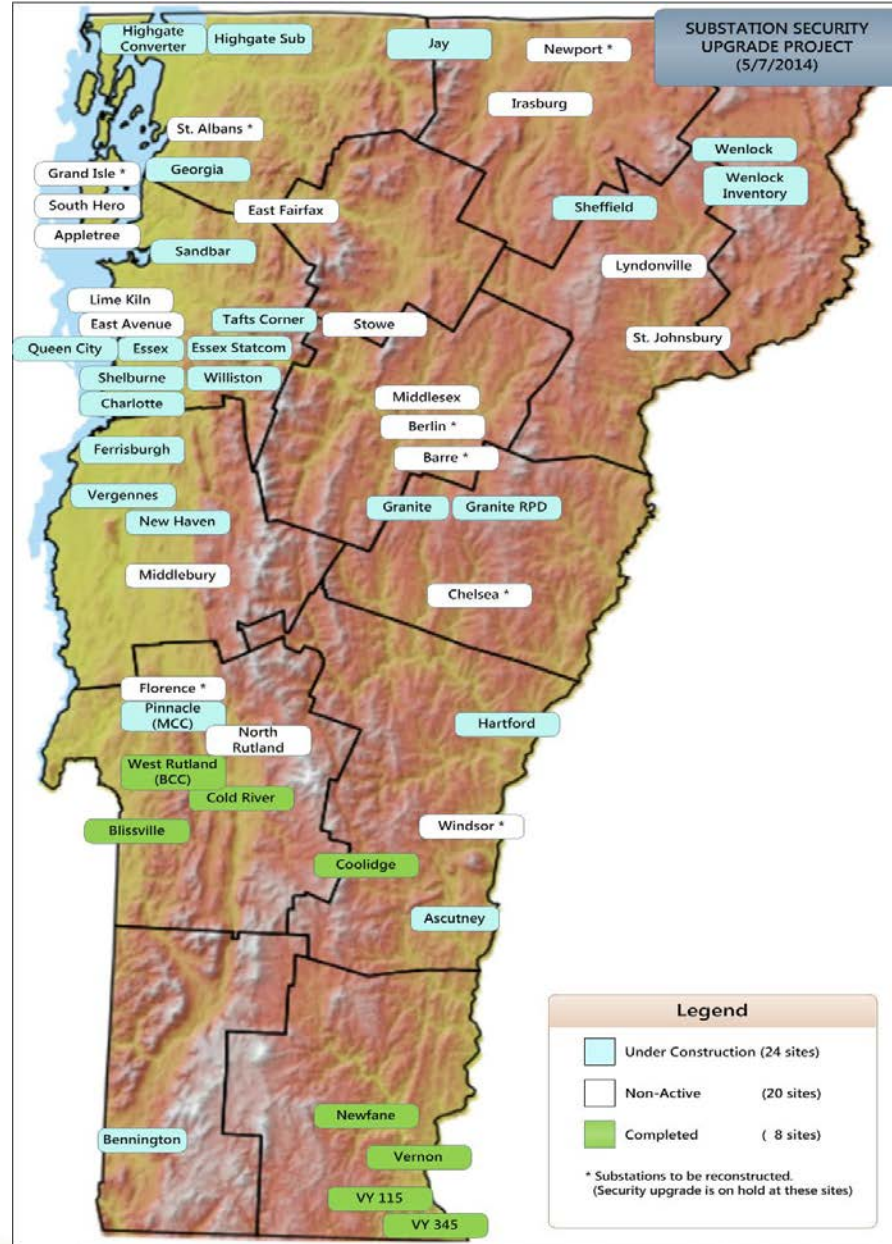 SUBSTATION SECURITY
UPGRADE PROJECT
(5/7/2014)
Highgate
Converter
Highgate Sub
Jay
Newport *
Irasburg
St. Albans *
Wenlock
Grand Isle *
Georgia
Wenlock
Inventory
South Hero
East Fairfax
Sheffield
Appletree
Sandbar
Lyndonville
Lime Kiln
Tafts Corner
East Avenue
Stowe
St. Johnsbury
Queen City
Essex
Essex Statcom
Shelburne
Williston
Charlotte
Middlesex
Berlin *
Ferrisburgh
Barre *
Vergennes
Granite
Granite RPD
New Haven
Middlebury
Chelsea *
Florence *
Pinnacle
(MCC)
Hartford
North
Rutland
West Rutland
(BCC)
Cold River
Blissville
Windsor *
Coolidge
Ascutney
Newfane
Bennington
Vernon
VY 115
VY 345
Legend
Under Construction (24 sites)
Non-Active (20 sites)
Completed ( 8 sites)
* Substations to be reconstructed.
(Security upgrade is on hold at these sites)